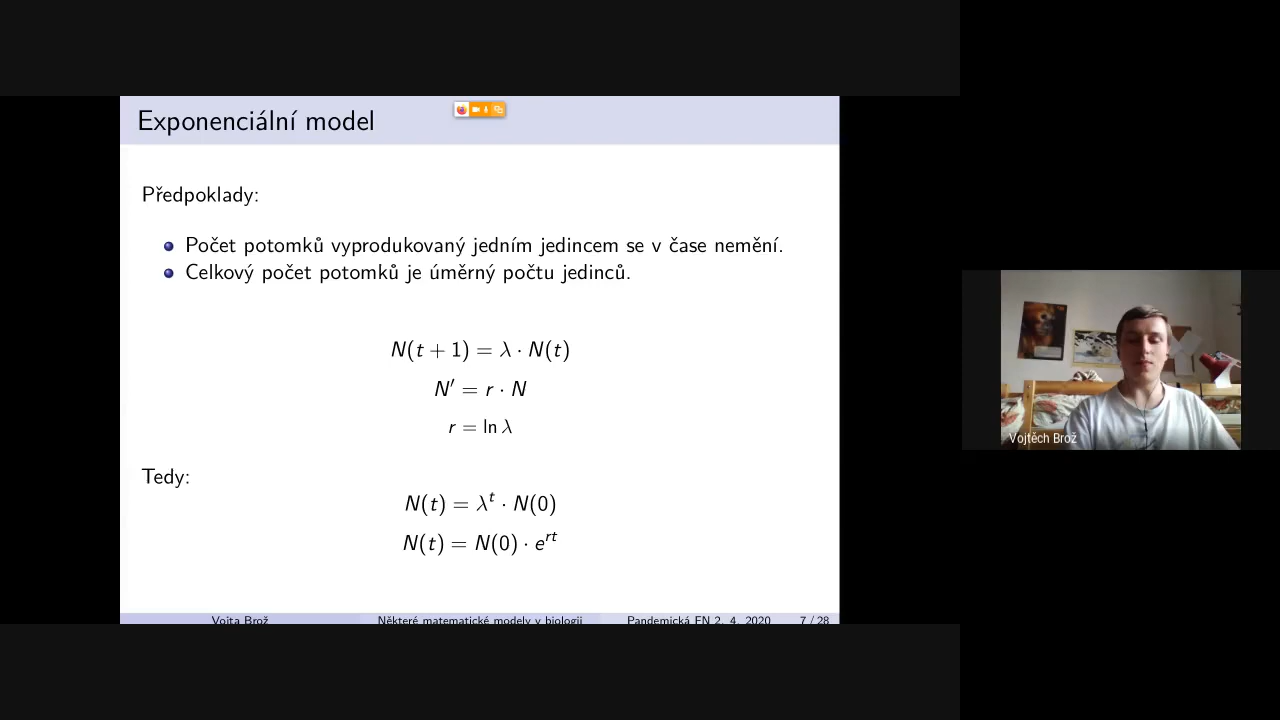 Exponenciální model
Předpoklady:
Počet potomků vyprodukovaný jedním jedincem se v čase nemění.
Celkový počet potomků je úměrný počtu jedinců.
N(t + 1) = λ · N(t)
N′ = r · N
r = ln λ
Tedy:
N(t) = λ^t · N(0)
N(t) = N(0) · e^{rt}
Vojta Brož Některé matematické modely v biologii Pandemická FN 2. 4. 2020 7 / 28
Vojtěch Brož